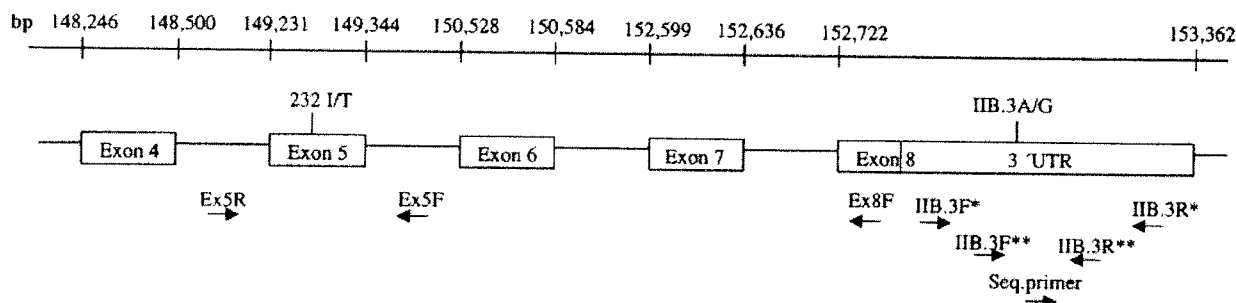 bp 148,246 148,500 149,231 149,344 150,528 150,584 152,599 152,636 152,722 153,362
232 I/T IIB.3A/G
Exon 4 Exon 5 Exon 6 Exon 7 Exon 8 3 ´UTR
Ex5R Ex5F Ex8F IIB.3F* IIB.3R*
IIB.3F** IIB.3R**
Seq.primer